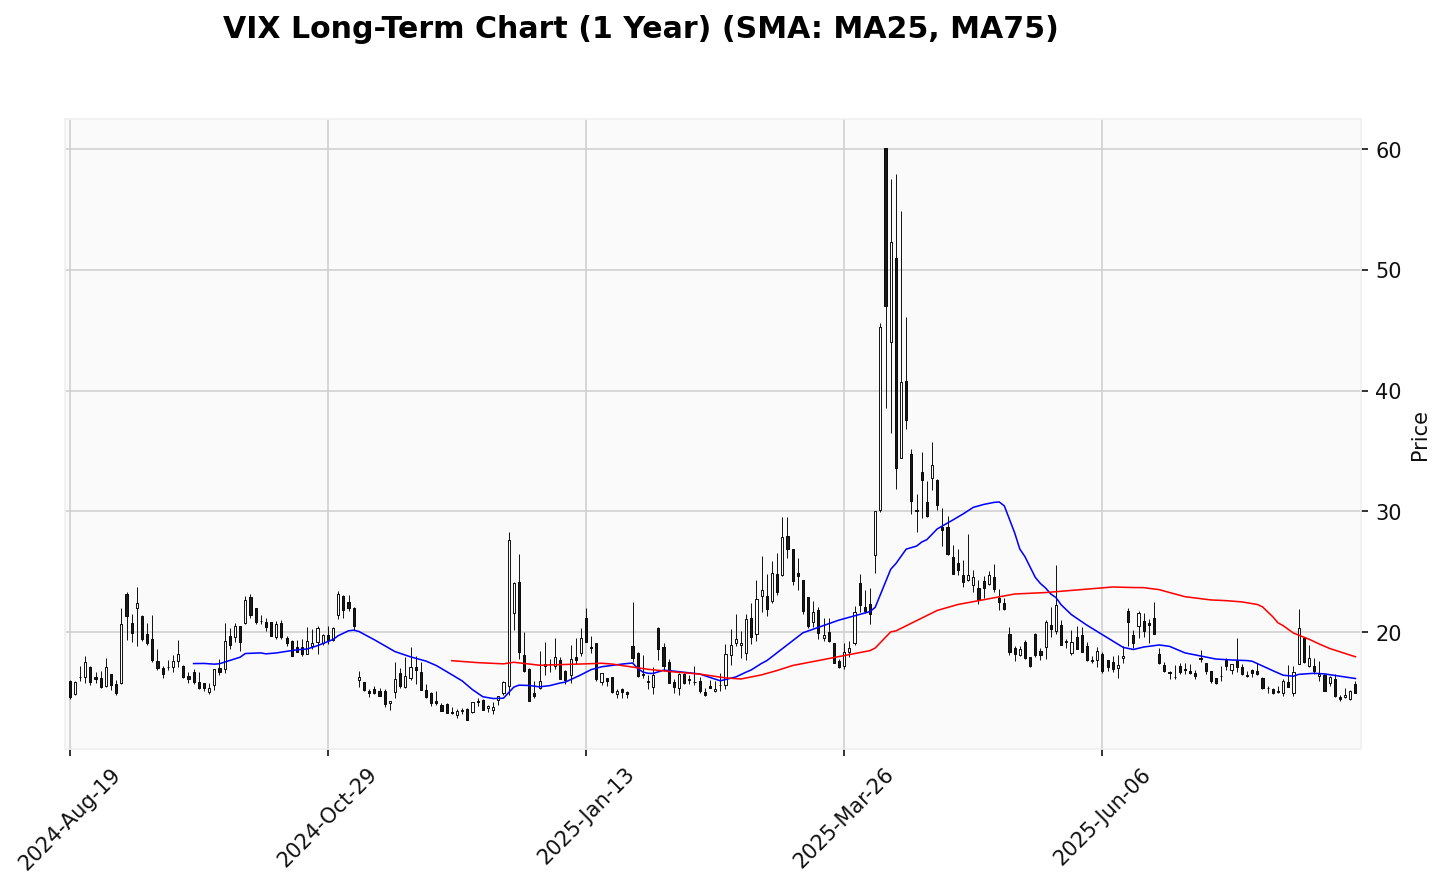 VIX Long-Term Chart (1 Year) (SMA: MA25, MA75)
60
50
40
30
20
Price
2024-Aug-19
2024-Oct-29
2025-Jan-13
2025-Mar-26
2025-Jun-06